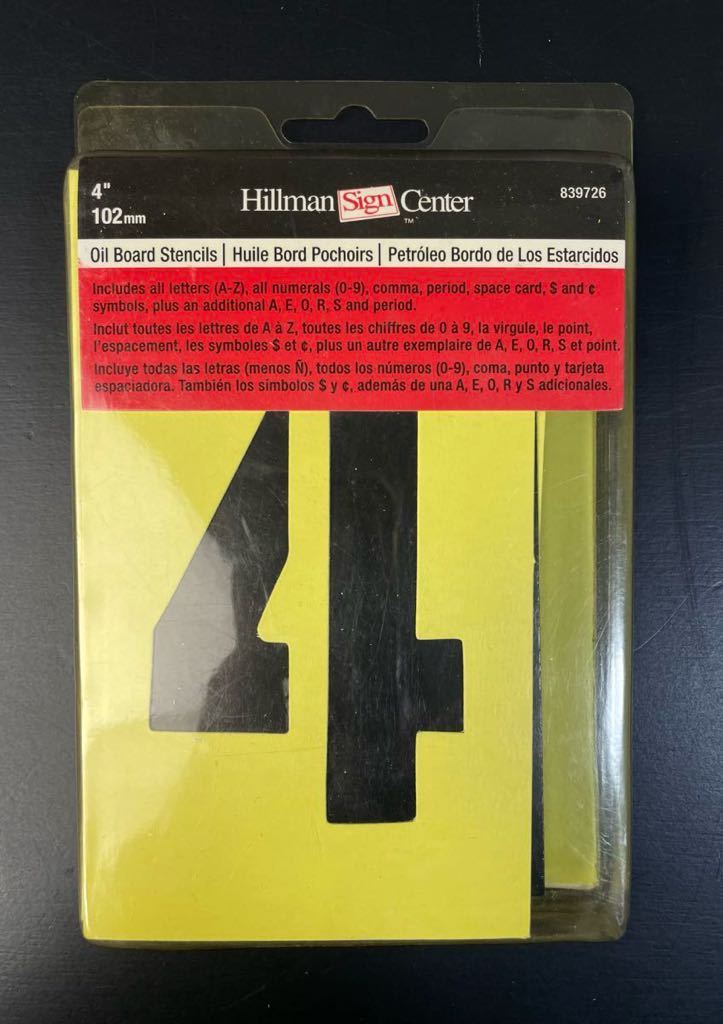 4"
102mm
Hillman Sign Center
™
839726
Oil Board Stencils | Huile Bord Pochoirs | Petróleo Bordo de Los Estarcidos
Includes all letters (A-Z), all numerals (0-9), comma, period, space card, $ and ¢
symbols, plus an additional A, E, O, R, S and period.
Inclut toutes les lettres de A à Z, toutes les chiffres de 0 à 9, la virgule, le point,
l'espacement, les symboles $ et ¢, plus un autre exemplaire de A, E, O, R, S et point.
Incluye todas las letras (menos Ñ), todos los números (0-9), coma, punto y tarjeta
espaciadora. También los símbolos $ y ¢, además de una A, E, O, R y S adicionales.
4